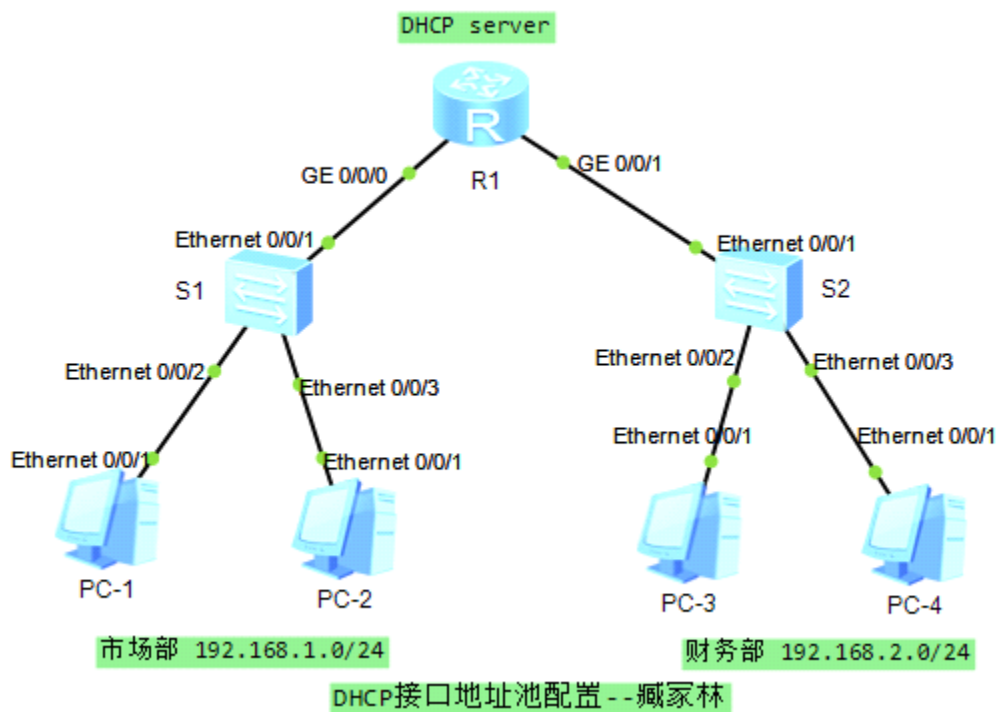 DHCP server
R
R1
GE 0/0/0
GE 0/0/1
Ethernet 0/0/1
Ethernet 0/0/1
S1
S2
Ethernet 0/0/2
Ethernet 0/0/3
Ethernet 0/0/2
Ethernet 0/0/3
Ethernet 0/0/1
Ethernet 0/0/1
Ethernet 0/0/1
Ethernet 0/0/1
PC-1
PC-2
PC-3
PC-4
市场部 192.168.1.0/24
财务部 192.168.2.0/24
DHCP接口地址池配置--臧冢林